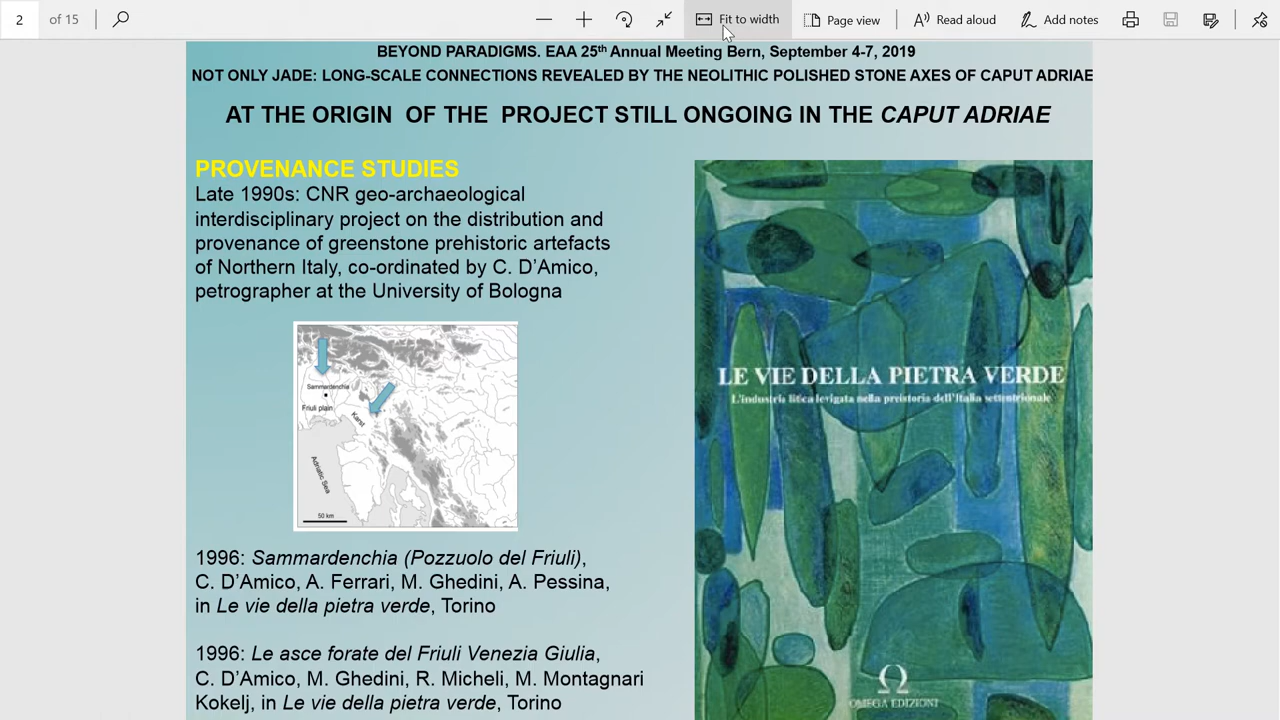 2 of 15
Fit to width
Page view
Read aloud
Add notes
BEYOND PARADIGMS. EAA 25th Annual Meeting Bern, September 4-7, 2019
NOT ONLY JADE: LONG-SCALE CONNECTIONS REVEALED BY THE NEOLITHIC POLISHED STONE AXES OF CAPUT ADRIAE
AT THE ORIGIN OF THE PROJECT STILL ONGOING IN THE CAPUT ADRIAE
PROVENANCE STUDIES
Late 1990s: CNR geo-archaeological
interdisciplinary project on the distribution and
provenance of greenstone prehistoric artefacts
of Northern Italy, co-ordinated by C. D’Amico,
petrographer at the University of Bologna
Sammardenchia
Friuli plain
Karst
Adriatic Sea
50 km
1996: Sammardenchia (Pozzuolo del Friuli),
C. D’Amico, A. Ferrari, M. Ghedini, A. Pessina,
in Le vie della pietra verde, Torino
1996: Le asce forate del Friuli Venezia Giulia,
C. D’Amico, M. Ghedini, R. Micheli, M. Montagnari
Kokelj, in Le vie della pietra verde, Torino
LE VIE DELLA PIETRA VERDE
L'industria litica levigata nella preistoria dell'Italia settentrionale
Ω
OMEGA EDIZIONI